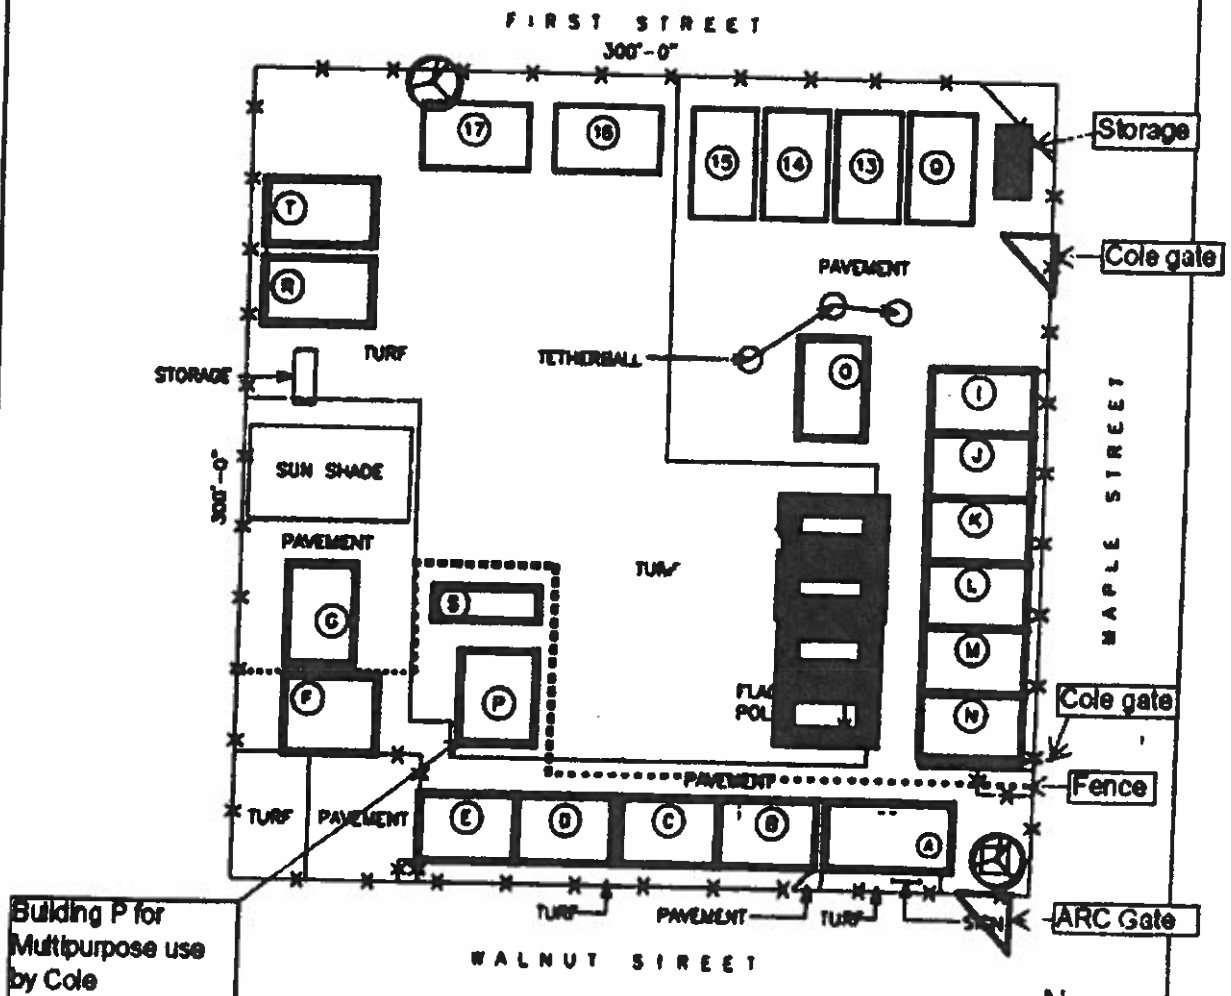 FIRST STREET
300'-0"
17
16
15
14
13
Q
Storage
T
Cole gate
R
PAVEMENT
TURF
TETHERBALL
STORAGE
O
I
J
SUN SHADE
300'-0"
K
MAPLE STREET
PAVEMENT
TURF
L
S
G
M
F
P
FLAG
POL
N
Cole gate
PAVEMENT
Fence
TURF
PAVEMENT
E
D
C
B
A
Building P for
Multipurpose use
by Cole
TURF
PAVEMENT
TURF
SIGN
ARC Gate
WALNUT STREET